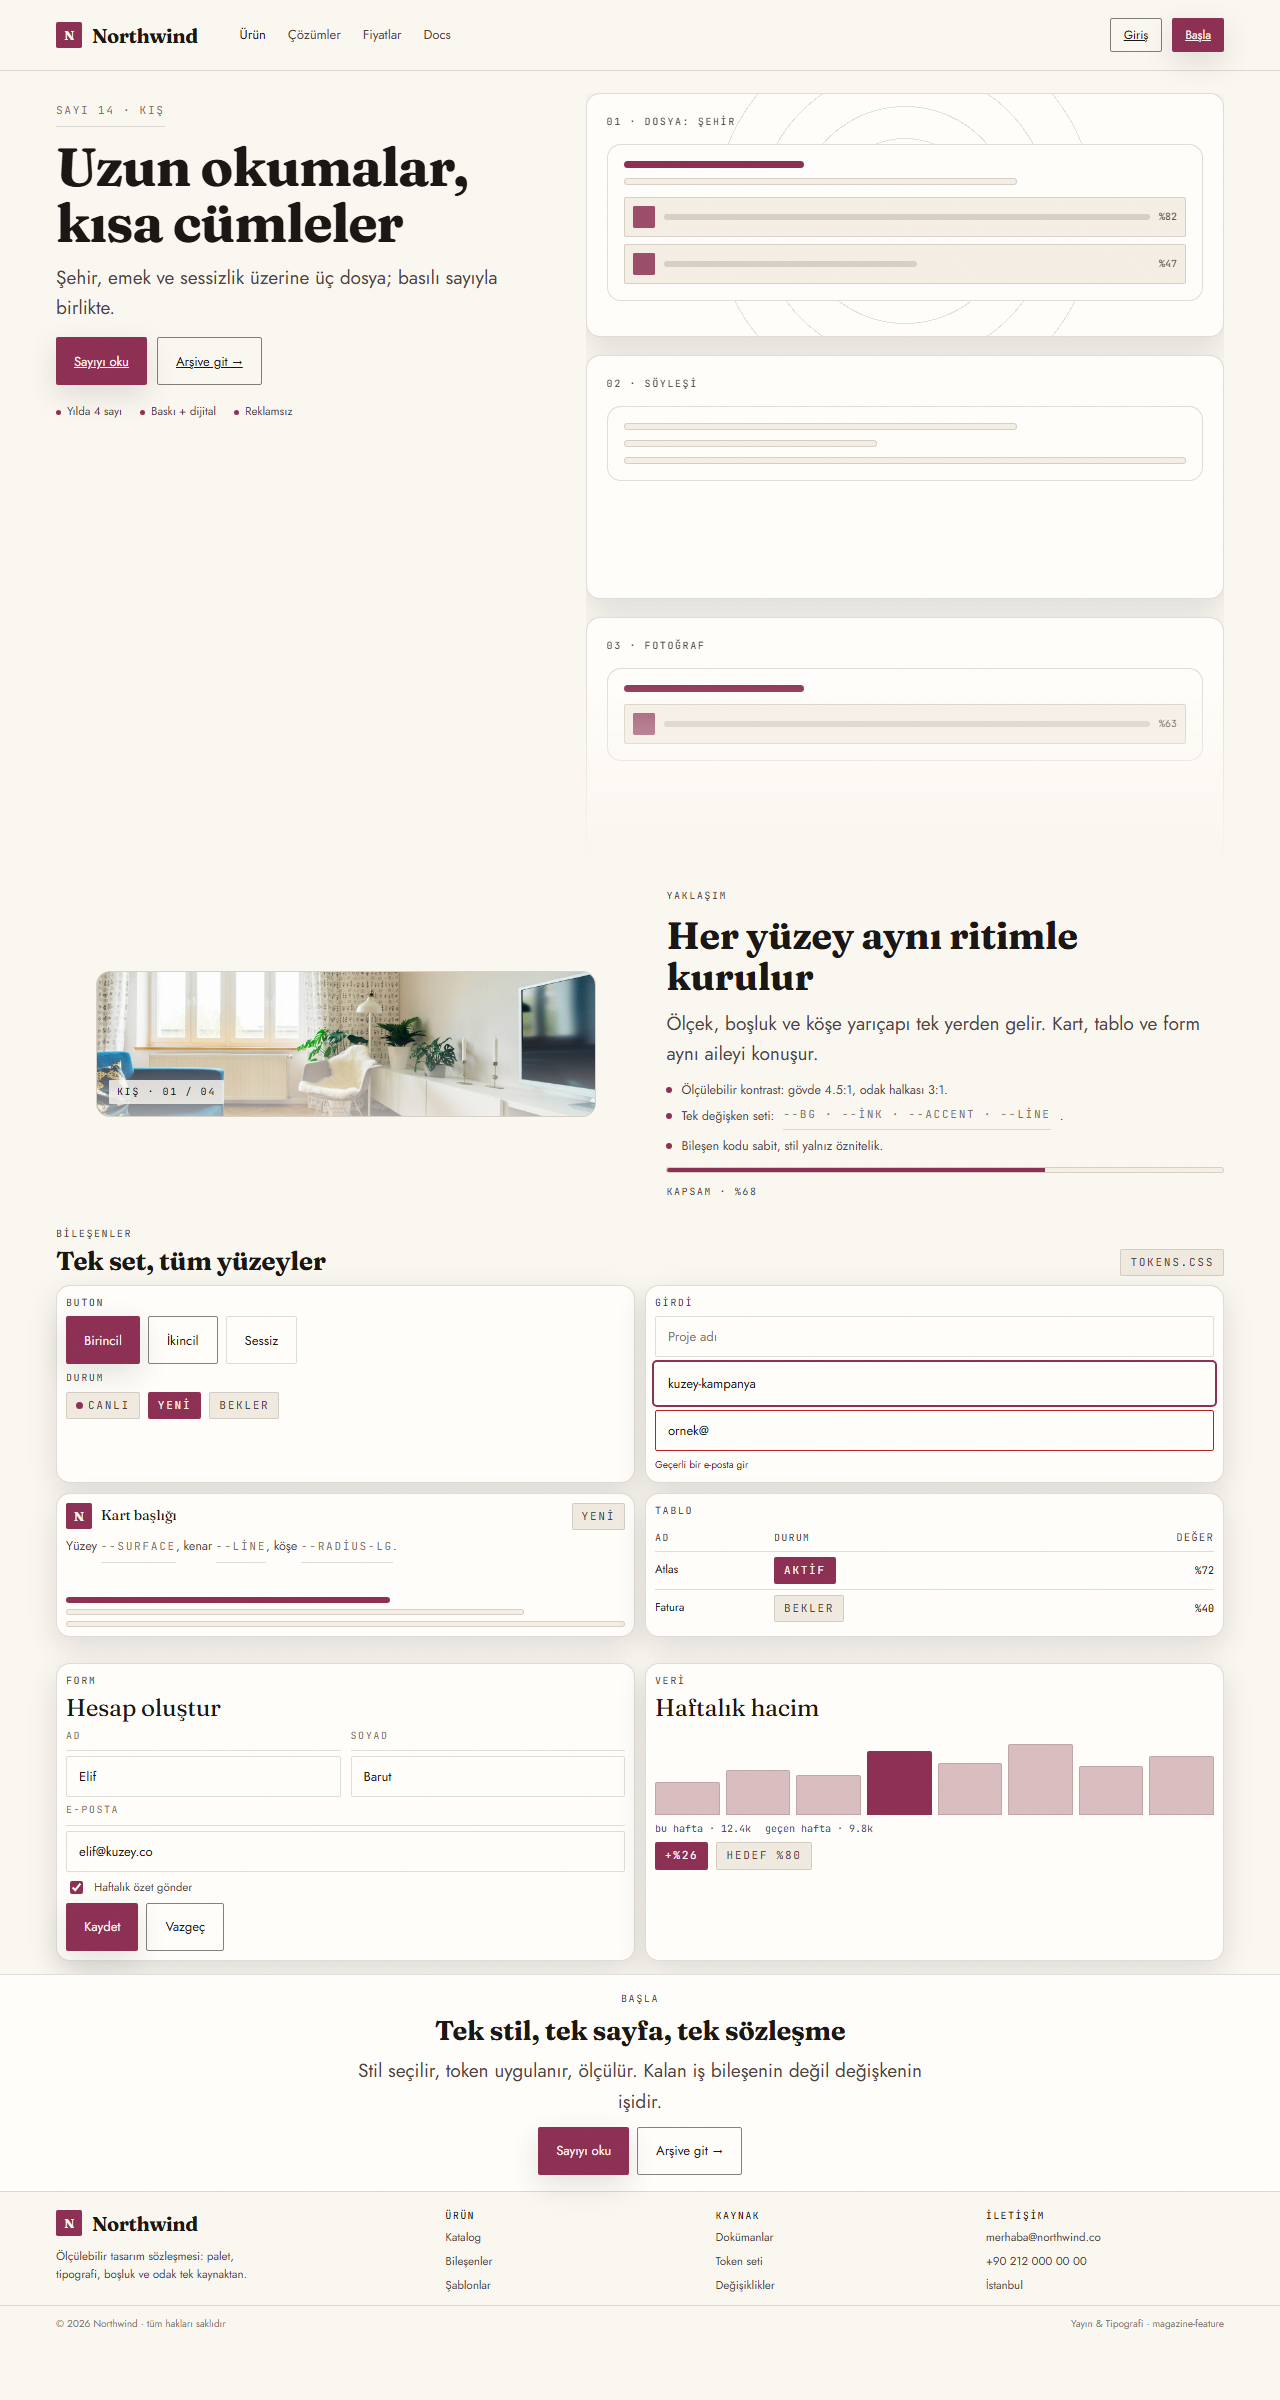 N Northwind Ürün Çözümler Fiyatlar Docs Giriş Başla
SAYI 14 · KIŞ
Uzun okumalar,
kısa cümleler
Şehir, emek ve sessizlik üzerine üç dosya; basılı sayıyla
birlikte.
Sayıyı oku Arşive git →
Yılda 4 sayı Baskı + dijital Reklamsız
01 · DOSYA: ŞEHİR
%82
%47
02 · SÖYLEŞİ
03 · FOTOĞRAF
%63
KIŞ · 01 / 04
YAKLAŞIM
Her yüzey aynı ritimle
kurulur
Ölçek, boşluk ve köşe yarıçapı tek yerden gelir. Kart, tablo ve form
aynı aileyi konuşur.
Ölçülebilir kontrast: gövde 4.5:1, odak halkası 3:1.
Tek değişken seti: --BG · --İNK · --ACCENT · --LİNE .
Bileşen kodu sabit, stil yalnız öznitelik.
KAPSAM · %68
BİLEŞENLER
Tek set, tüm yüzeyler
TOKENS.CSS
BUTON
Birincil İkincil Sessiz
DURUM
CANLI YENİ BEKLER
GİRDİ
Proje adı
kuzey-kampanya
ornek@
Geçerli bir e-posta gir
N Kart başlığı YENİ
Yüzey --SURFACE, kenar --LİNE, köşe --RADİUS-LG.
TABLO
AD DURUM DEĞER
Atlas AKTİF %72
Fatura BEKLER %40
FORM
Hesap oluştur
AD SOYAD
Elif Barut
E-POSTA
elif@kuzey.co
Haftalık özet gönder
Kaydet Vazgeç
VERİ
Haftalık hacim
bu hafta · 12.4k geçen hafta · 9.8k
+%26 HEDEF %80
BAŞLA
Tek stil, tek sayfa, tek sözleşme
Stil seçilir, token uygulanır, ölçülür. Kalan iş bileşenin değil değişkenin
işidir.
Sayıyı oku Arşive git →
N Northwind
Ölçülebilir tasarım sözleşmesi: palet,
tipografi, boşluk ve odak tek kaynaktan.
ÜRÜN
Katalog
Bileşenler
Şablonlar
KAYNAK
Dokümanlar
Token seti
Değişiklikler
İLETİŞİM
merhaba@northwind.co
+90 212 000 00 00
İstanbul
© 2026 Northwind · tüm hakları saklıdır
Yayın & Tipografi · magazine-feature